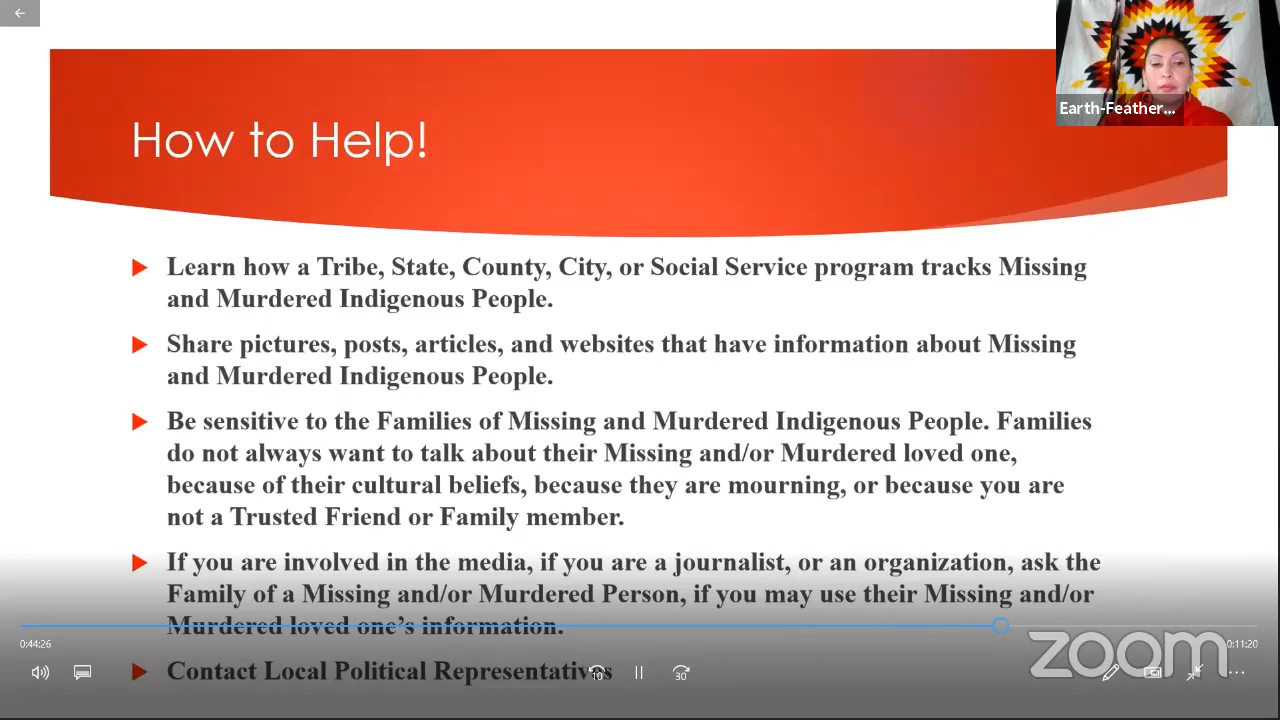 Earth-Feather...
How to Help!
Learn how a Tribe, State, County, City, or Social Service program tracks Missing
and Murdered Indigenous People.
Share pictures, posts, articles, and websites that have information about Missing
and Murdered Indigenous People.
Be sensitive to the Families of Missing and Murdered Indigenous People. Families
do not always want to talk about their Missing and/or Murdered loved one,
because of their cultural beliefs, because they are mourning, or because you are
not a Trusted Friend or Family member.
If you are involved in the media, if you are a journalist, or an organization, ask the
Family of a Missing and/or Murdered Person, if you may use their Missing and/or
Murdered loved one's information.
0:44:26
0:11:20
zoom
Contact Local Political Representatives
10
30